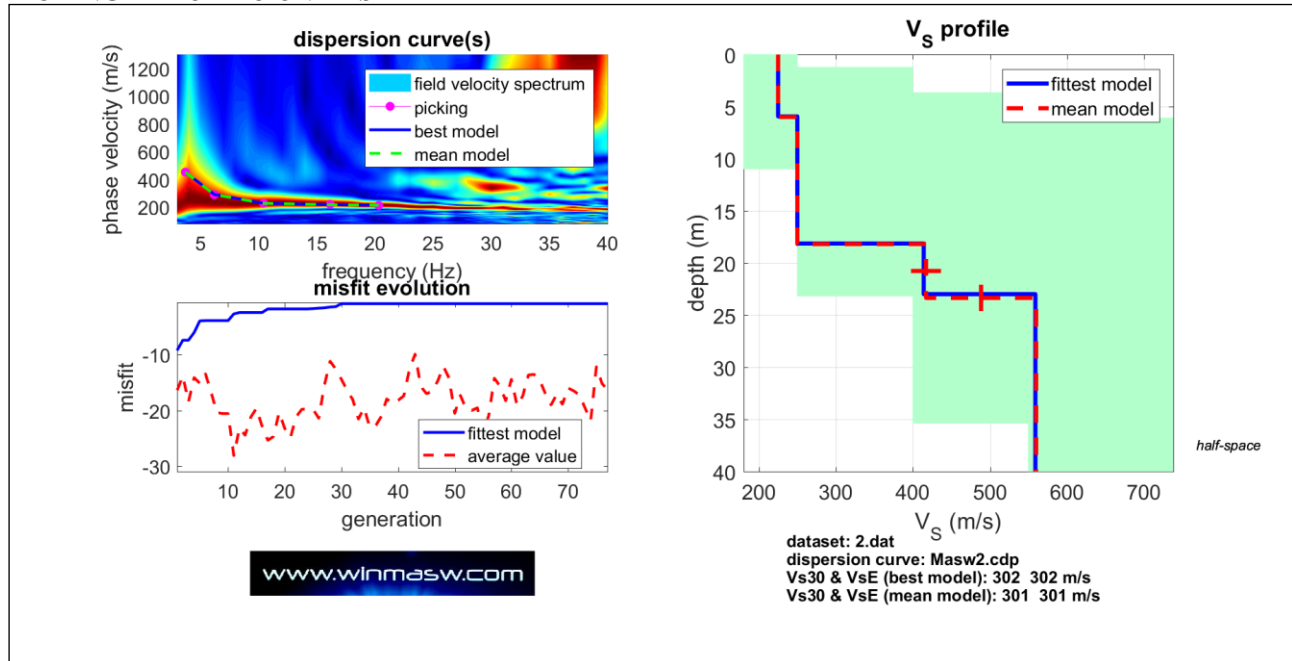 dispersion curve(s)
phase velocity (m/s)
1200
1000
800
600
400
200
field velocity spectrum
picking
best model
mean model
5 10 15 20 25 30 35 40
frequency (Hz)
misfit evolution
misfit
-10
-20
-30
fittest model
average value
10 20 30 40 50 60 70
generation
www.winmasw.com
V_S profile
depth (m)
0
5
10
15
20
25
30
35
40
fittest model
mean model
half-space
200 300 400 500 600 700
V_S (m/s)
dataset: 2.dat
dispersion curve: Masw2.cdp
Vs30 & VsE (best model): 302 302 m/s
Vs30 & VsE (mean model): 301 301 m/s